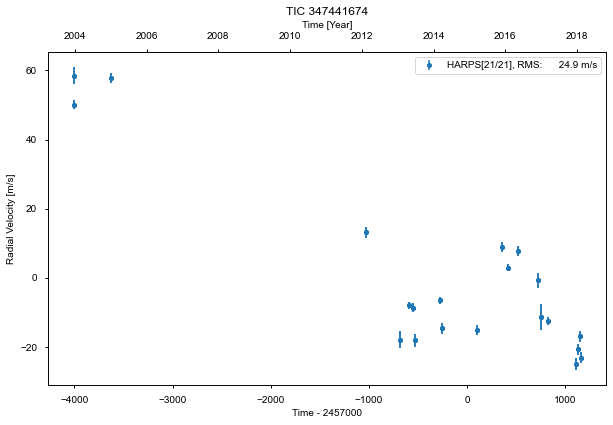 TIC 347441674
Time [Year]
2004 2006 2008 2010 2012 2014 2016 2018
HARPS[21/21], RMS: 24.9 m/s
Radial Velocity [m/s]
60
40
20
0
−20
−4000 −3000 −2000 −1000 0 1000
Time - 2457000